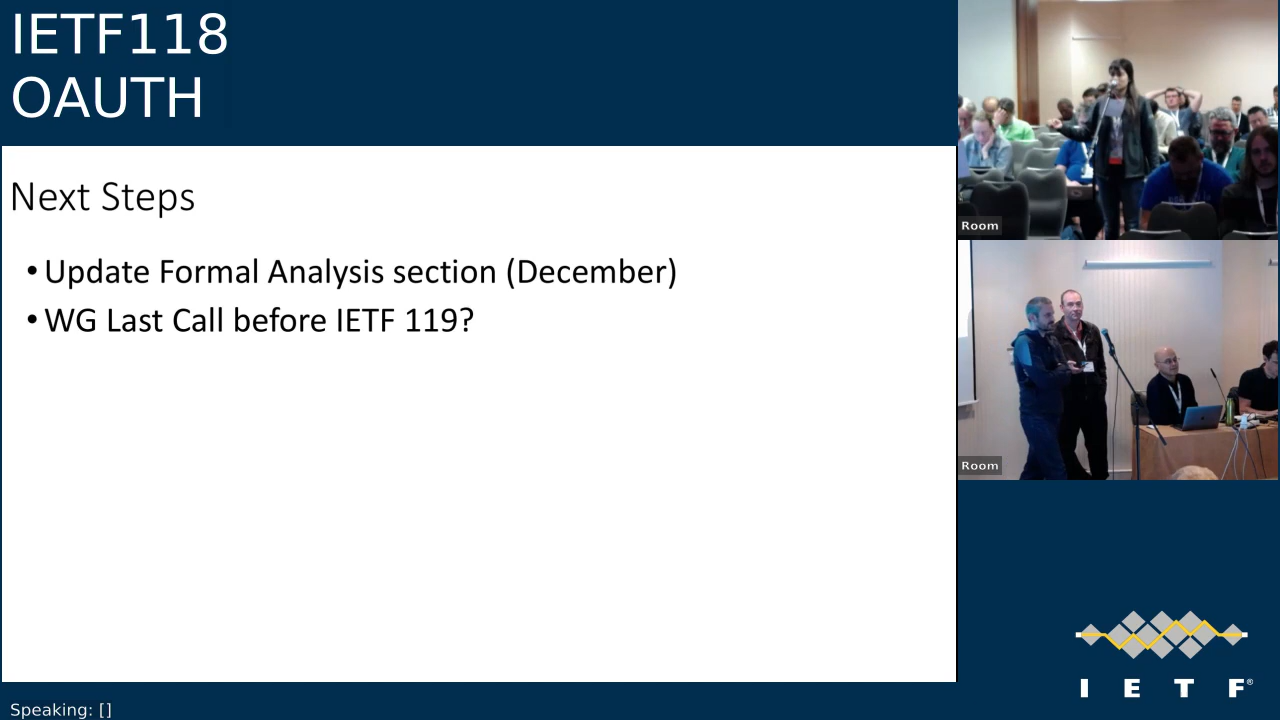 IETF118
OAUTH
Next Steps
• Update Formal Analysis section (December)
• WG Last Call before IETF 119?
Room
Room
I E T F®
Speaking: []